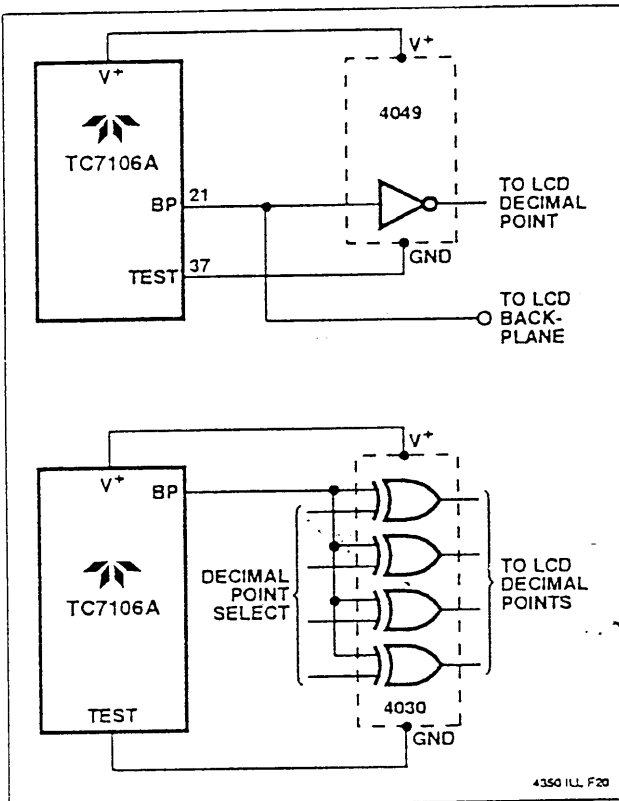 V+
V+
4049
TC7106A
BP
21
TO LCD
DECIMAL
POINT
TEST
37
GND
TO LCD
BACK-
PLANE
V+
V+
BP
TC7106A
DECIMAL
POINT
SELECT
TO LCD
DECIMAL
POINTS
4030
TEST
GND
4350 ILL F20